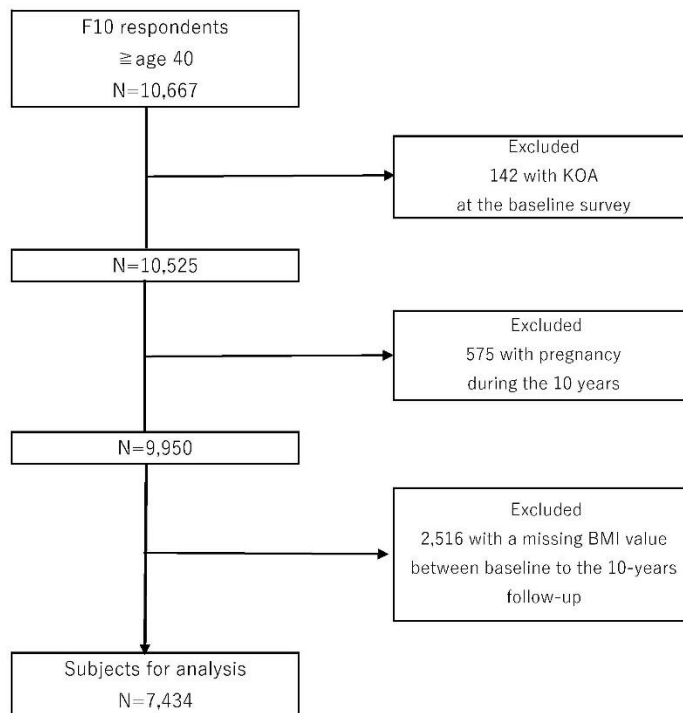 F10 respondents
≧age 40
N=10,667
Excluded
142 with KOA
at the baseline survey
N=10,525
Excluded
575 with pregnancy
during the 10 years
N=9,950
Excluded
2,516 with a missing BMI value
between baseline to the 10-years
follow-up
Subjects for analysis
N=7,434